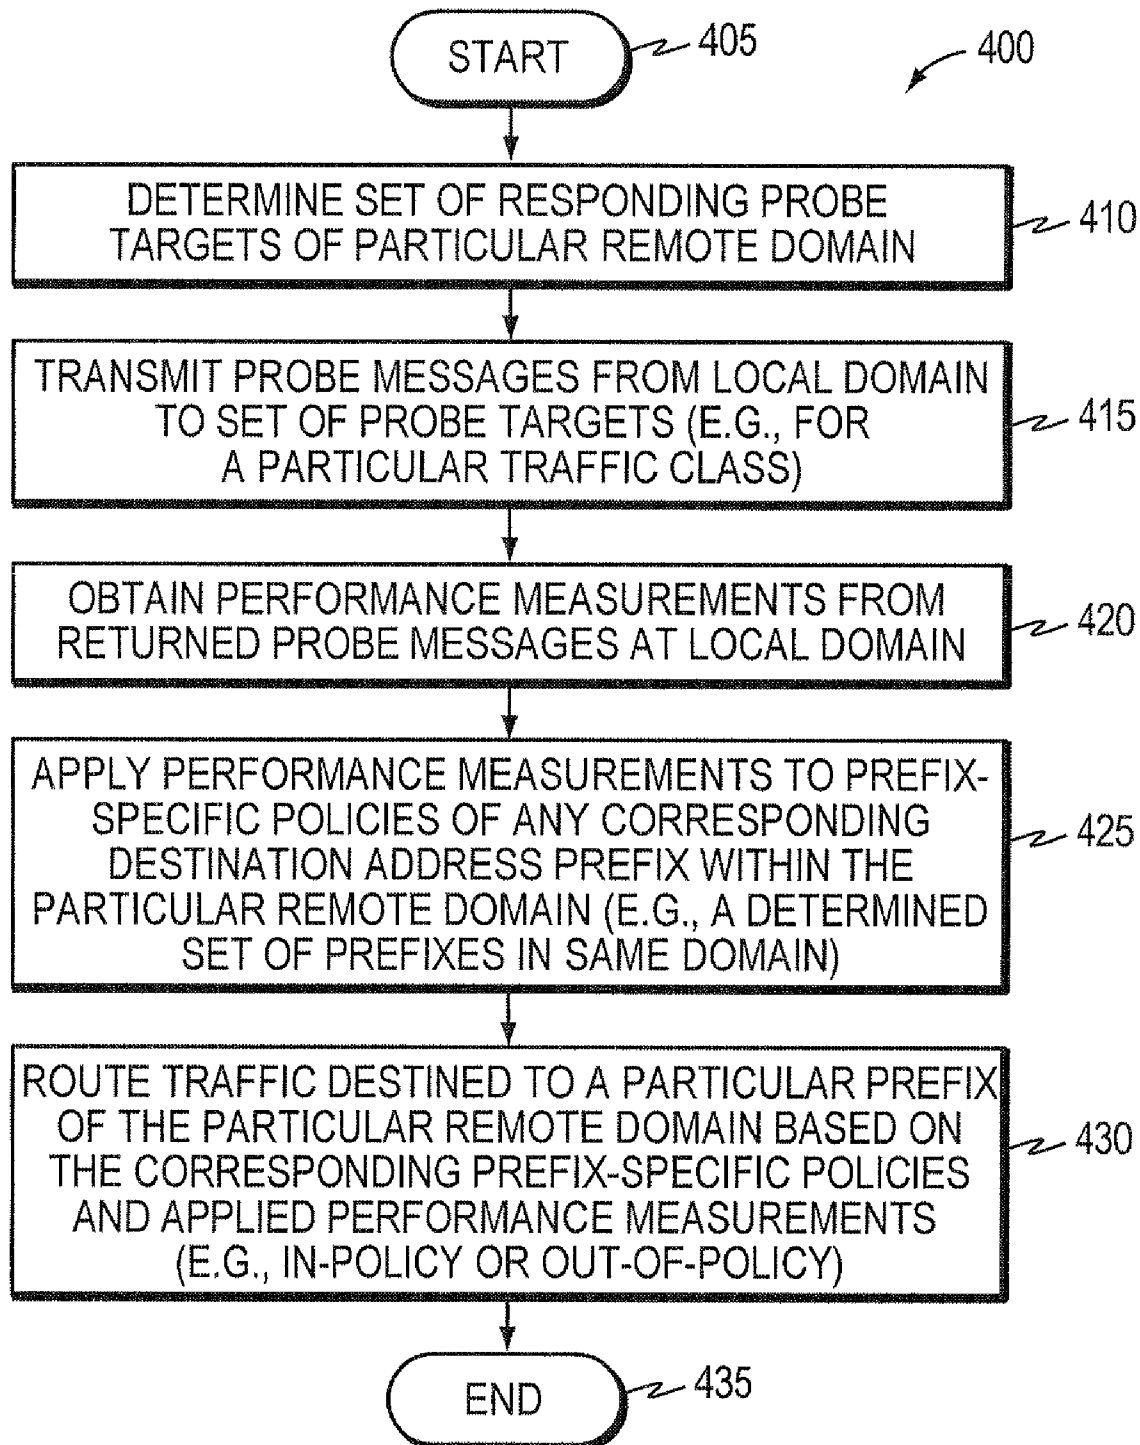 START
405
400
DETERMINE SET OF RESPONDING PROBE
TARGETS OF PARTICULAR REMOTE DOMAIN
410
TRANSMIT PROBE MESSAGES FROM LOCAL DOMAIN
TO SET OF PROBE TARGETS (E.G., FOR
A PARTICULAR TRAFFIC CLASS)
415
OBTAIN PERFORMANCE MEASUREMENTS FROM
RETURNED PROBE MESSAGES AT LOCAL DOMAIN
420
APPLY PERFORMANCE MEASUREMENTS TO PREFIX-
SPECIFIC POLICIES OF ANY CORRESPONDING
DESTINATION ADDRESS PREFIX WITHIN THE
PARTICULAR REMOTE DOMAIN (E.G., A DETERMINED
SET OF PREFIXES IN SAME DOMAIN)
425
ROUTE TRAFFIC DESTINED TO A PARTICULAR PREFIX
OF THE PARTICULAR REMOTE DOMAIN BASED ON
THE CORRESPONDING PREFIX-SPECIFIC POLICIES
AND APPLIED PERFORMANCE MEASUREMENTS
(E.G., IN-POLICY OR OUT-OF-POLICY)
430
END
435